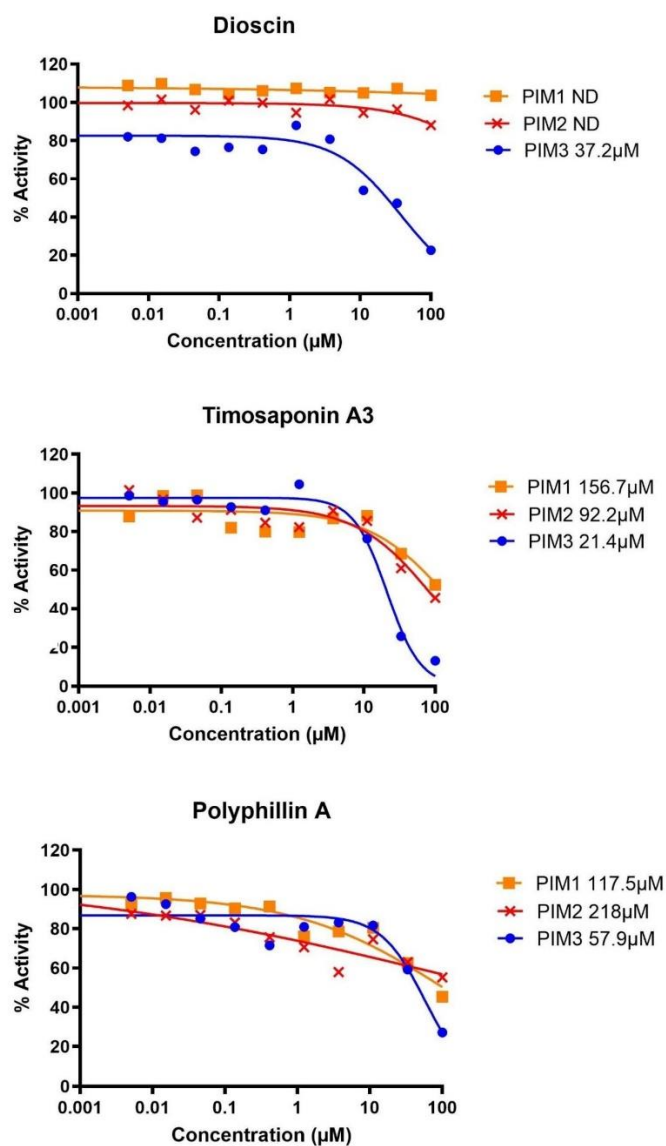 Dioscin
120
100
80
60
40
20
0
% Activity
0.001 0.01 0.1 1 10 100
Concentration (µM)
PIM1 ND
PIM2 ND
PIM3 37.2µM
Timosaponin A3
120
100
80
60
40
20
0
% Activity
0.001 0.01 0.1 1 10 100
Concentration (µM)
PIM1 156.7µM
PIM2 92.2µM
PIM3 21.4µM
Polyphillin A
120
100
80
60
40
20
0
% Activity
0.001 0.01 0.1 1 10 100
Concentration (µM)
PIM1 117.5µM
PIM2 218µM
PIM3 57.9µM